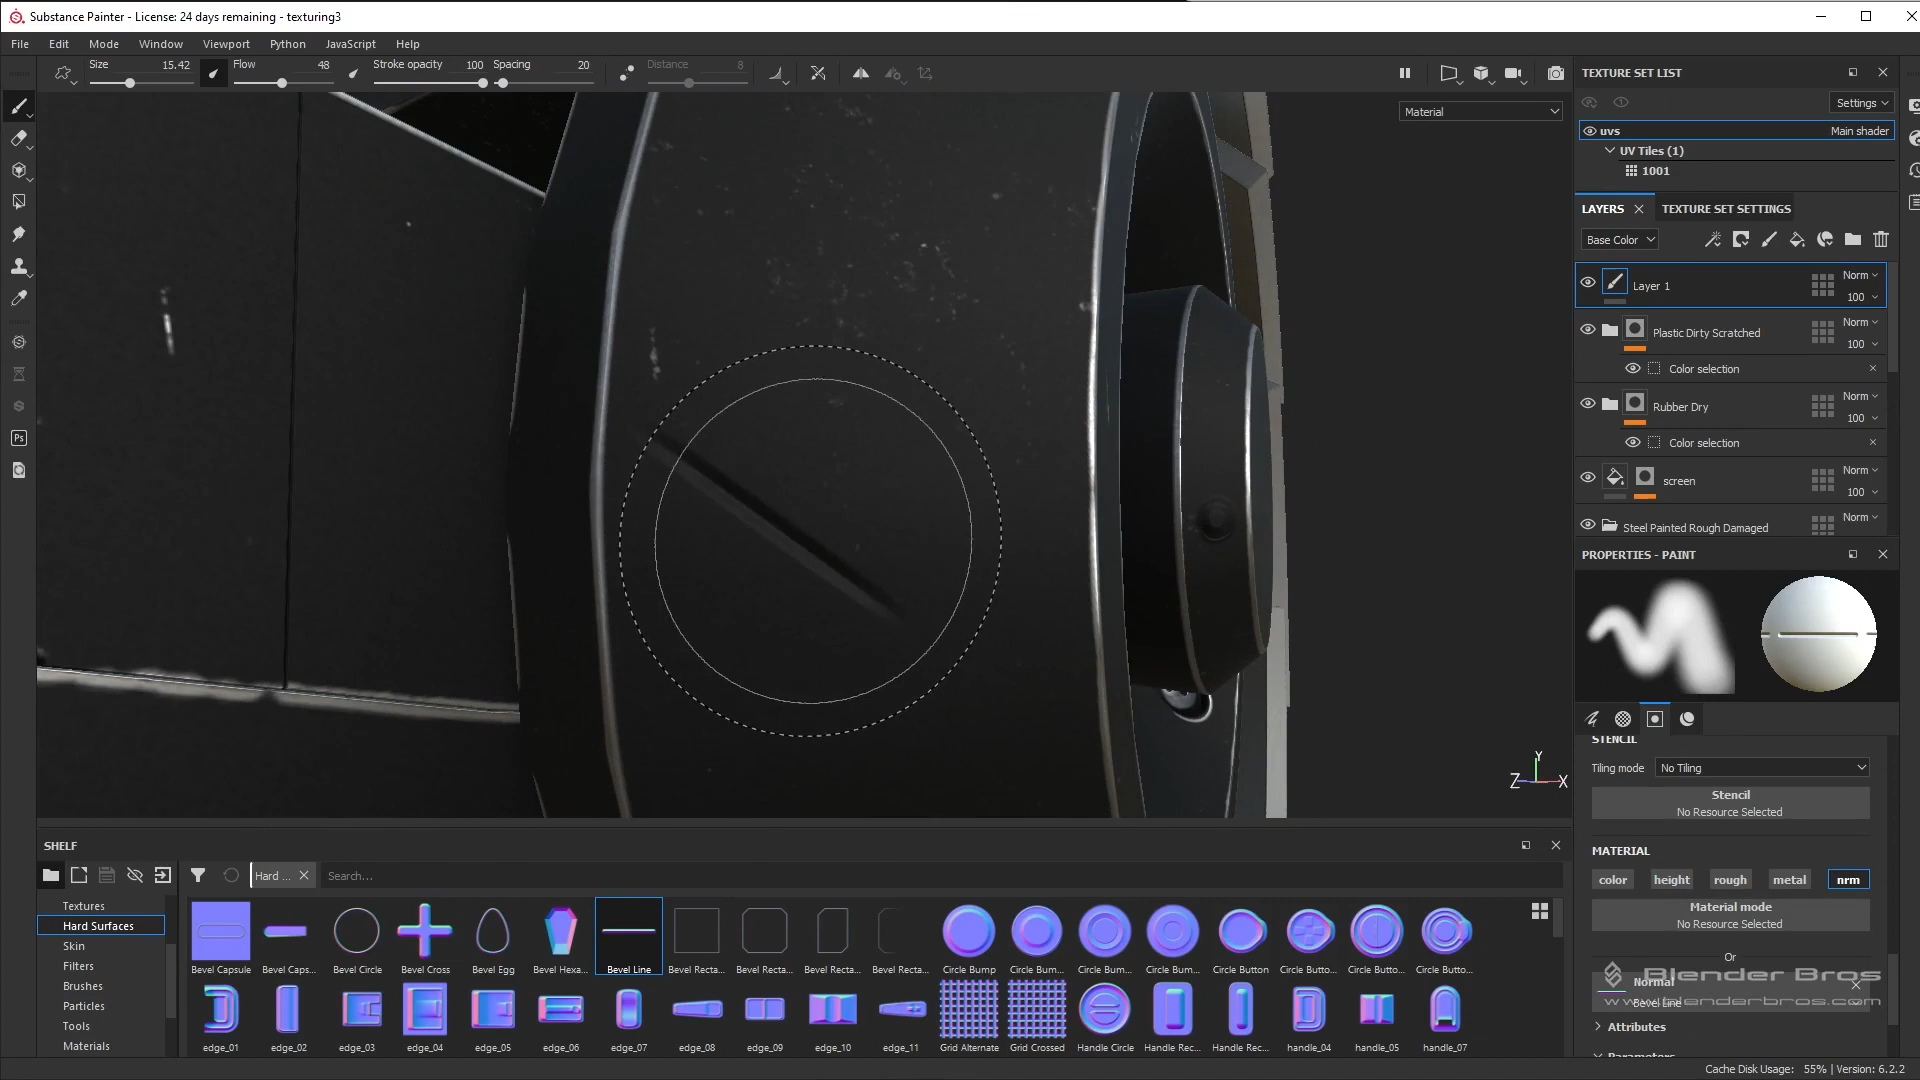 Substance Painter - License: 24 days remaining - texturing3
File Edit Mode Window Viewport Python JavaScript Help
Size 15.42 Flow 48 Stroke opacity 100 Spacing 20 Distance 8
Material
TEXTURE SET LIST
Settings
uvs Main shader
UV Tiles (1)
1001
LAYERS TEXTURE SET SETTINGS
Base Color
Layer 1 Norm 100
Plastic Dirty Scratched Norm 100
Color selection
Rubber Dry Norm 100
Color selection
screen Norm 100
Steel Painted Rough Damaged Norm
PROPERTIES - PAINT
STENCIL
Tiling mode No Tiling
Stencil
No Resource Selected
MATERIAL
color height rough metal nrm
Material mode
No Resource Selected
Or
Normal
Bevel Line
Blender Bros
www.blenderbros.com
Attributes
Parameters
Y
Z X
Ps
SHELF
Hard ... Search...
Textures
Hard Surfaces
Skin
Filters
Brushes
Particles
Tools
Materials
Bevel Capsule Bevel Caps... Bevel Circle Bevel Cross Bevel Egg Bevel Hexa... Bevel Line Bevel Recta... Bevel Recta... Bevel Recta... Bevel Recta... Circle Bump Circle Bum... Circle Bum... Circle Bum... Circle Button Circle Butto... Circle Butto... Circle Butto...
edge_01 edge_02 edge_03 edge_04 edge_05 edge_06 edge_07 edge_08 edge_09 edge_10 edge_11 Grid Alternate Grid Crossed Handle Circle Handle Rec... Handle Rec... handle_04 handle_05 handle_07
Cache Disk Usage: 55% | Version: 6.2.2